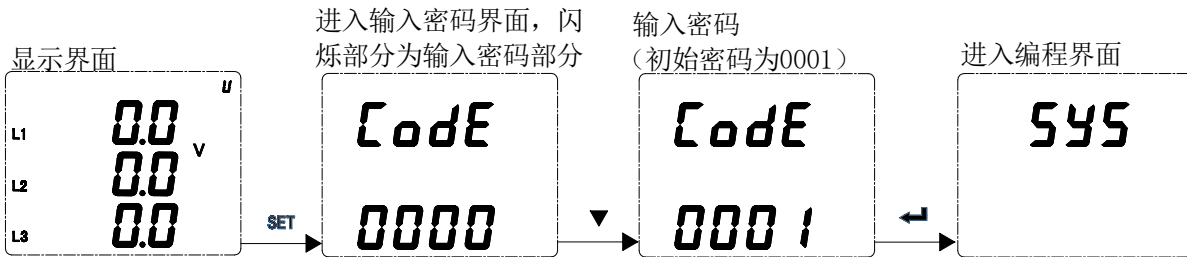 显示界面
U
L1 0.0
V
L2 0.0
L3 0.0
SET
进入输入密码界面，闪
烁部分为输入密码部分
CodE
0000
▼
输入密码
（初始密码为0001）
CodE
0001
进入编程界面
SYS